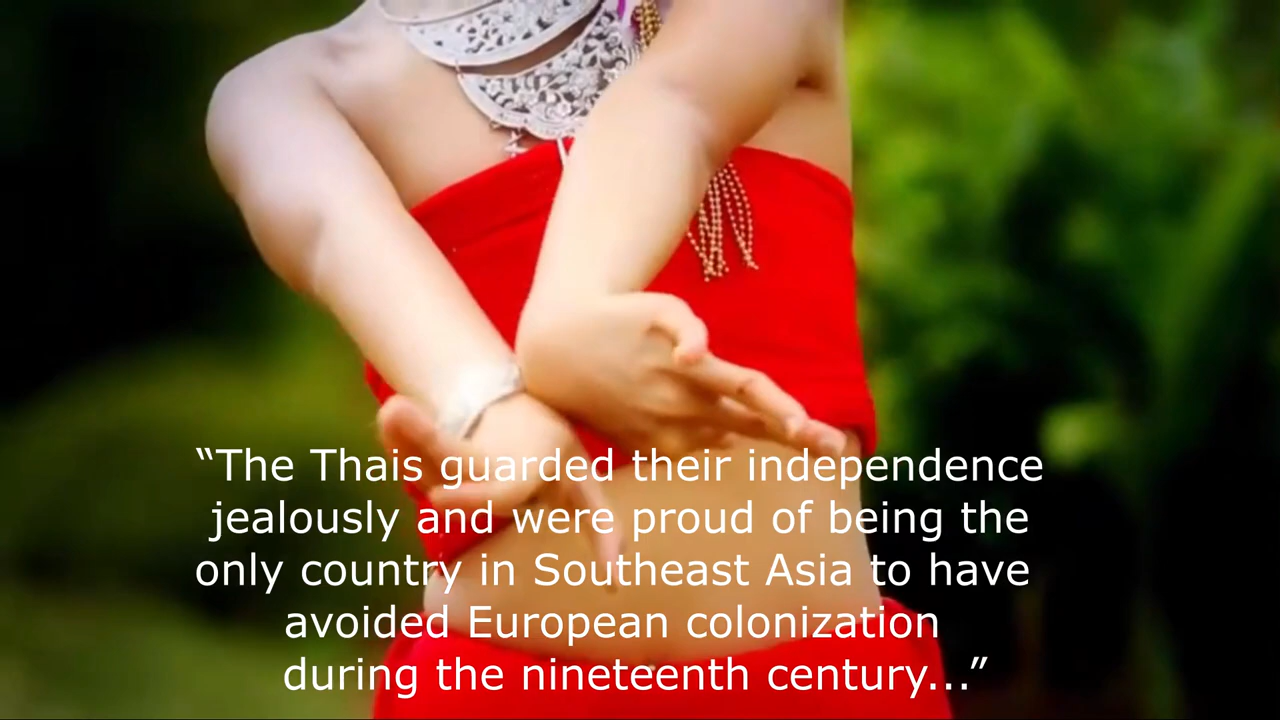 “The Thais guarded their independence
jealously and were proud of being the
only country in Southeast Asia to have
avoided European colonization
during the nineteenth century...”